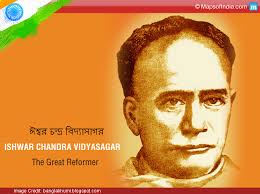 © MapsofIndia.com
ঈশ্বর চন্দ্র বিদ্যাসাগর
ISHWAR CHANDRA VIDYASAGAR
The Great Reformer
Image Credit: banglabhumi.blogspot.com